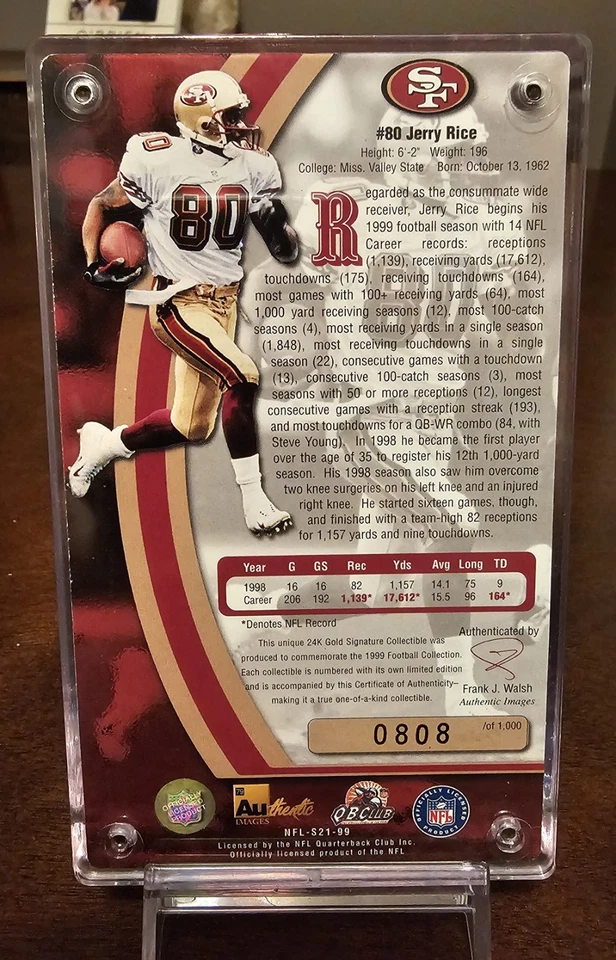 O'BRIEN
SF
#80 Jerry Rice
Height: 6'-2" Weight: 196
College: Miss. Valley State Born: October 13, 1962
Regarded as the consummate wide
receiver, Jerry Rice begins his
1999 football season with 14 NFL
Career records: receptions
(1,139), receiving yards (17,612),
touchdowns (175), receiving touchdowns (164),
most games with 100+ receiving yards (64), most
1,000 yard receiving seasons (12), most 100-catch
seasons (4), most receiving yards in a single season
(1,848), most receiving touchdowns in a single
season (22), consecutive games with a touchdown
(13), consecutive 100-catch seasons (3), most
seasons with 50 or more receptions (12), longest
consecutive games with a reception streak (193),
and most touchdowns for a QB-WR combo (84, with
Steve Young). In 1998 he became the first player
over the age of 35 to register his 12th 1,000-yard
season. His 1998 season also saw him overcome
two knee surgeries on his left knee and an injured
right knee. He started sixteen games, though,
and finished with a team-high 82 receptions
for 1,157 yards and nine touchdowns.
80
80
Year G GS Rec Yds Avg Long TD
1998 16 16 82 1,157 14.1 75 9
Career 206 192 1,139* 17,612* 15.5 96 164*
*Denotes NFL Record
This unique 24K Gold Signature Collectible was
produced to commemorate the 1999 Football Collection.
Each collectible is numbered with its own limited edition
and is accompanied by this Certificate of Authenticity–
making it a true one-of-a-kind collectible.
Authenticated by
Frank J. Walsh
Authentic Images
0808 /of 1,000
OFFICIALLY LICENSED PRODUCT
79
Authentic
IMAGES
QB CLUB
OFFICIALLY LICENSED
NFL
PRODUCT
NFL-S21-99
Licensed by the NFL Quarterback Club Inc.
Officially licensed product of the NFL